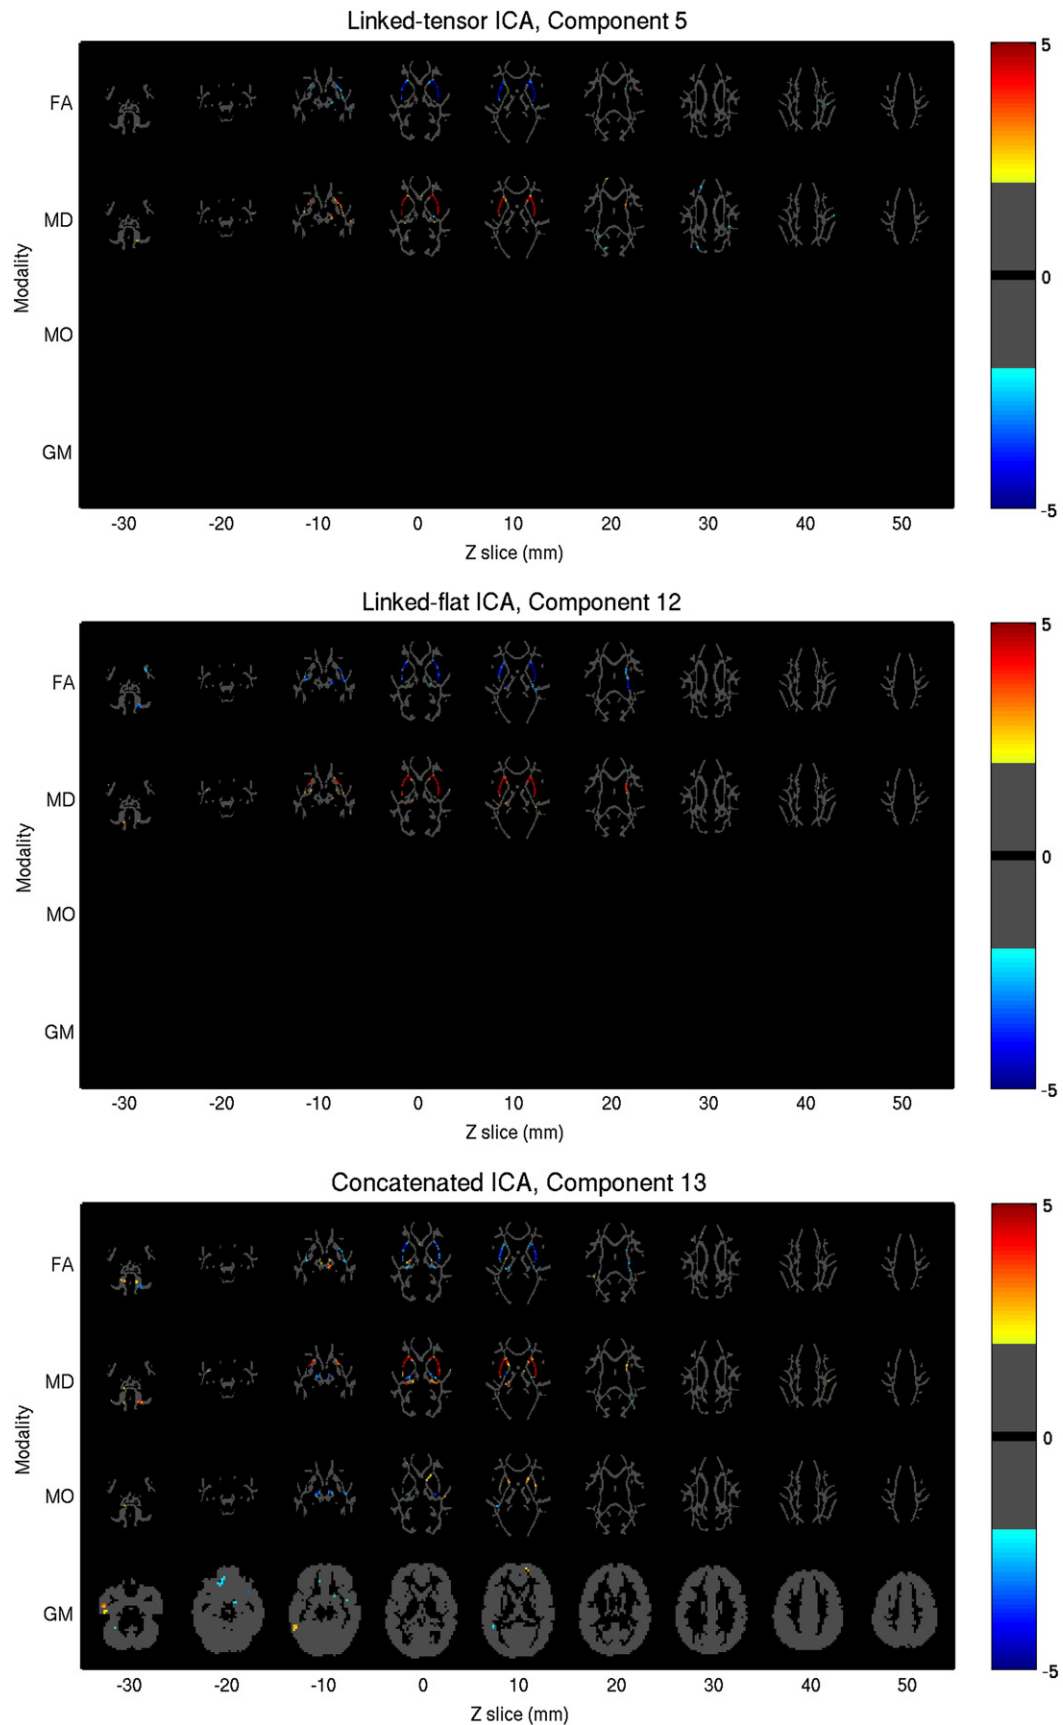 Linked-tensor ICA, Component 5
5
FA
MD
0
Modality
MO
GM
-5
-30 -20 -10 0 10 20 30 40 50
Z slice (mm)
Linked-flat ICA, Component 12
5
FA
MD
0
Modality
MO
GM
-5
-30 -20 -10 0 10 20 30 40 50
Z slice (mm)
Concatenated ICA, Component 13
5
FA
MD
0
Modality
MO
GM
-5
-30 -20 -10 0 10 20 30 40 50
Z slice (mm)